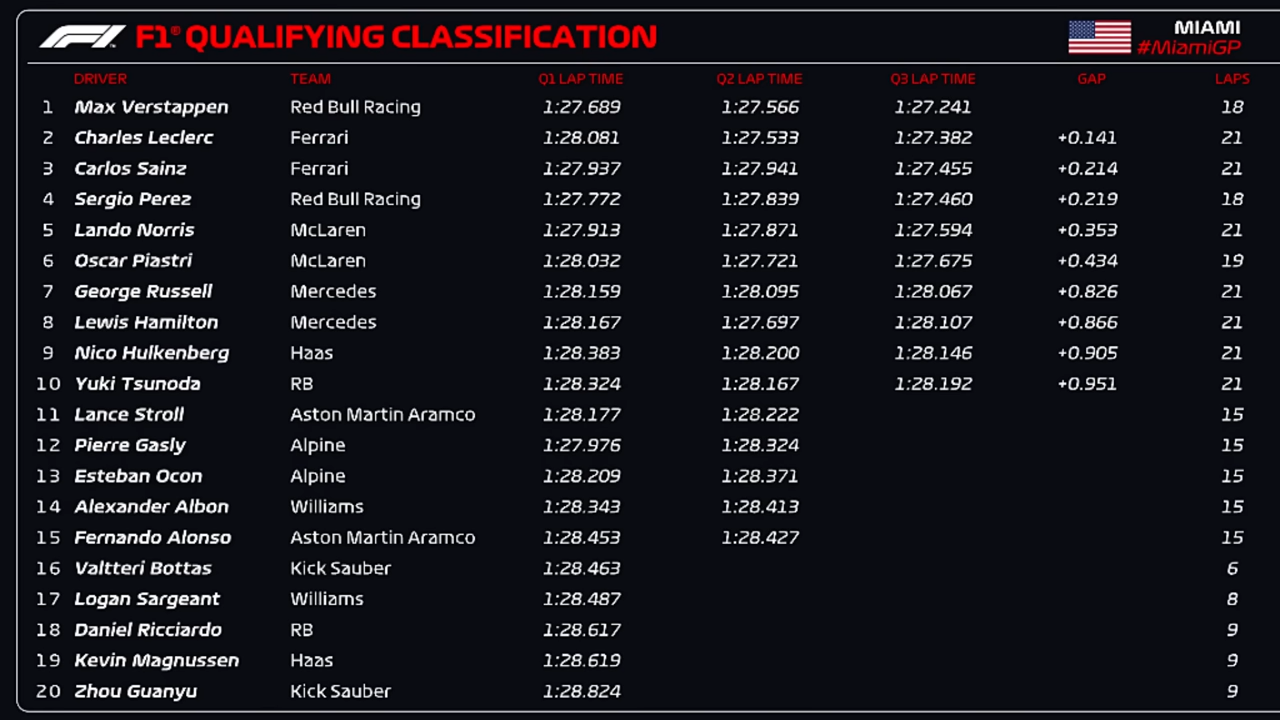 F1® QUALIFYING CLASSIFICATION MIAMI
#MiamiGP
DRIVER TEAM Q1 LAP TIME Q2 LAP TIME Q3 LAP TIME GAP LAPS
1 Max Verstappen Red Bull Racing 1:27.689 1:27.566 1:27.241 18
2 Charles Leclerc Ferrari 1:28.081 1:27.533 1:27.382 +0.141 21
3 Carlos Sainz Ferrari 1:27.937 1:27.941 1:27.455 +0.214 21
4 Sergio Perez Red Bull Racing 1:27.772 1:27.839 1:27.460 +0.219 18
5 Lando Norris McLaren 1:27.913 1:27.871 1:27.594 +0.353 21
6 Oscar Piastri McLaren 1:28.032 1:27.721 1:27.675 +0.434 19
7 George Russell Mercedes 1:28.159 1:28.095 1:28.067 +0.826 21
8 Lewis Hamilton Mercedes 1:28.167 1:27.697 1:28.107 +0.866 21
9 Nico Hulkenberg Haas 1:28.383 1:28.200 1:28.146 +0.905 21
10 Yuki Tsunoda RB 1:28.324 1:28.167 1:28.192 +0.951 21
11 Lance Stroll Aston Martin Aramco 1:28.177 1:28.222 15
12 Pierre Gasly Alpine 1:27.976 1:28.324 15
13 Esteban Ocon Alpine 1:28.209 1:28.371 15
14 Alexander Albon Williams 1:28.343 1:28.413 15
15 Fernando Alonso Aston Martin Aramco 1:28.453 1:28.427 15
16 Valtteri Bottas Kick Sauber 1:28.463 6
17 Logan Sargeant Williams 1:28.487 8
18 Daniel Ricciardo RB 1:28.617 9
19 Kevin Magnussen Haas 1:28.619 9
20 Zhou Guanyu Kick Sauber 1:28.824 9